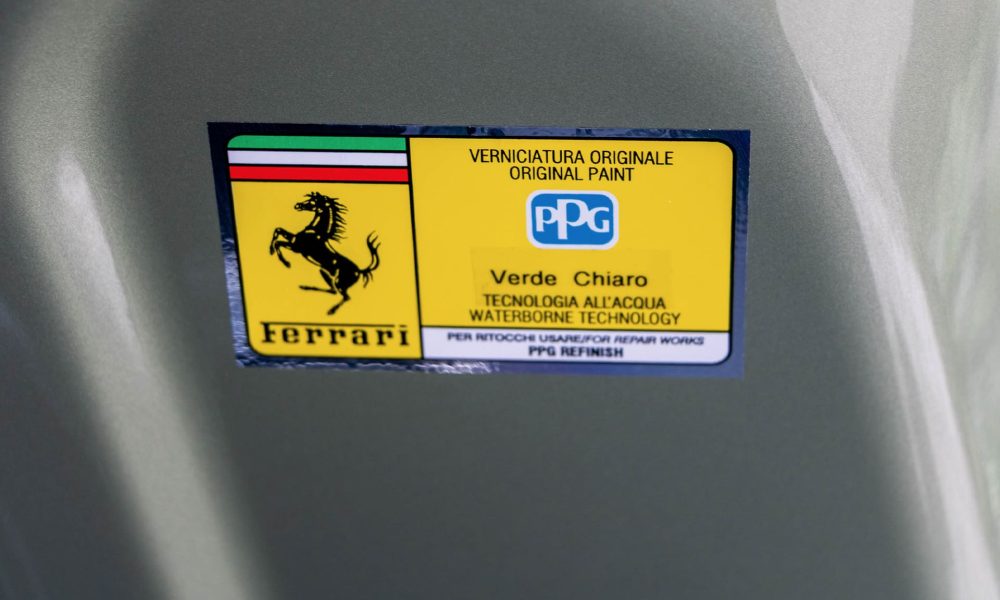 Ferrari
VERNICIATURA ORIGINALE
ORIGINAL PAINT
PPG
Verde Chiaro
TECNOLOGIA ALL'ACQUA
WATERBORNE TECHNOLOGY
PER RITOCCHI USARE/FOR REPAIR WORKS
PPG REFINISH